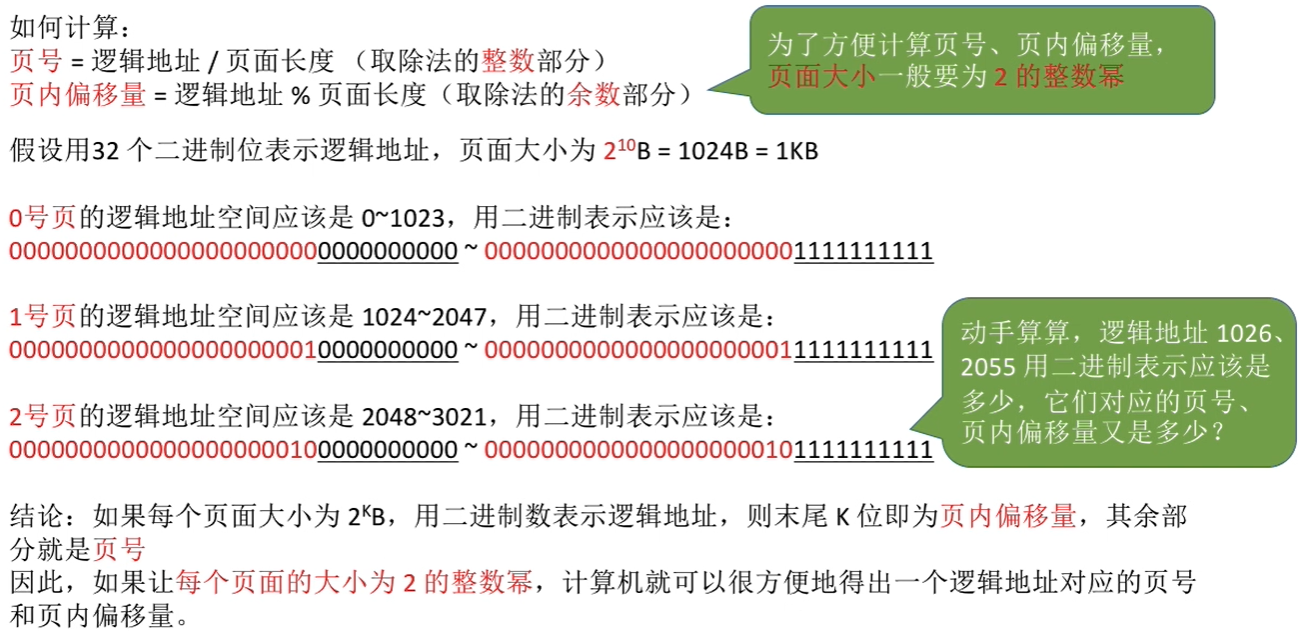 如何计算：
页号 = 逻辑地址 / 页面长度 （取除法的整数部分）
页内偏移量 = 逻辑地址 % 页面长度（取除法的余数部分）
为了方便计算页号、页内偏移量，
页面大小一般要为 2 的整数幂
假设用32 个二进制位表示逻辑地址，页面大小为 2¹⁰B = 1024B = 1KB
0号页的逻辑地址空间应该是 0~1023，用二进制表示应该是：
00000000000000000000000000000000 ~ 00000000000000000000001111111111
1号页的逻辑地址空间应该是 1024~2047，用二进制表示应该是：
00000000000000000000010000000000 ~ 00000000000000000000011111111111
2号页的逻辑地址空间应该是 2048~3021，用二进制表示应该是：
00000000000000000000100000000000 ~ 00000000000000000000101111111111
动手算算，逻辑地址 1026、
2055 用二进制表示应该是
多少，它们对应的页号、
页内偏移量又是多少？
结论：如果每个页面大小为 2ᴷB，用二进制数表示逻辑地址，则末尾 K 位即为页内偏移量，其余部
分就是页号
因此，如果让每个页面的大小为 2 的整数幂，计算机就可以很方便地得出一个逻辑地址对应的页号
和页内偏移量。